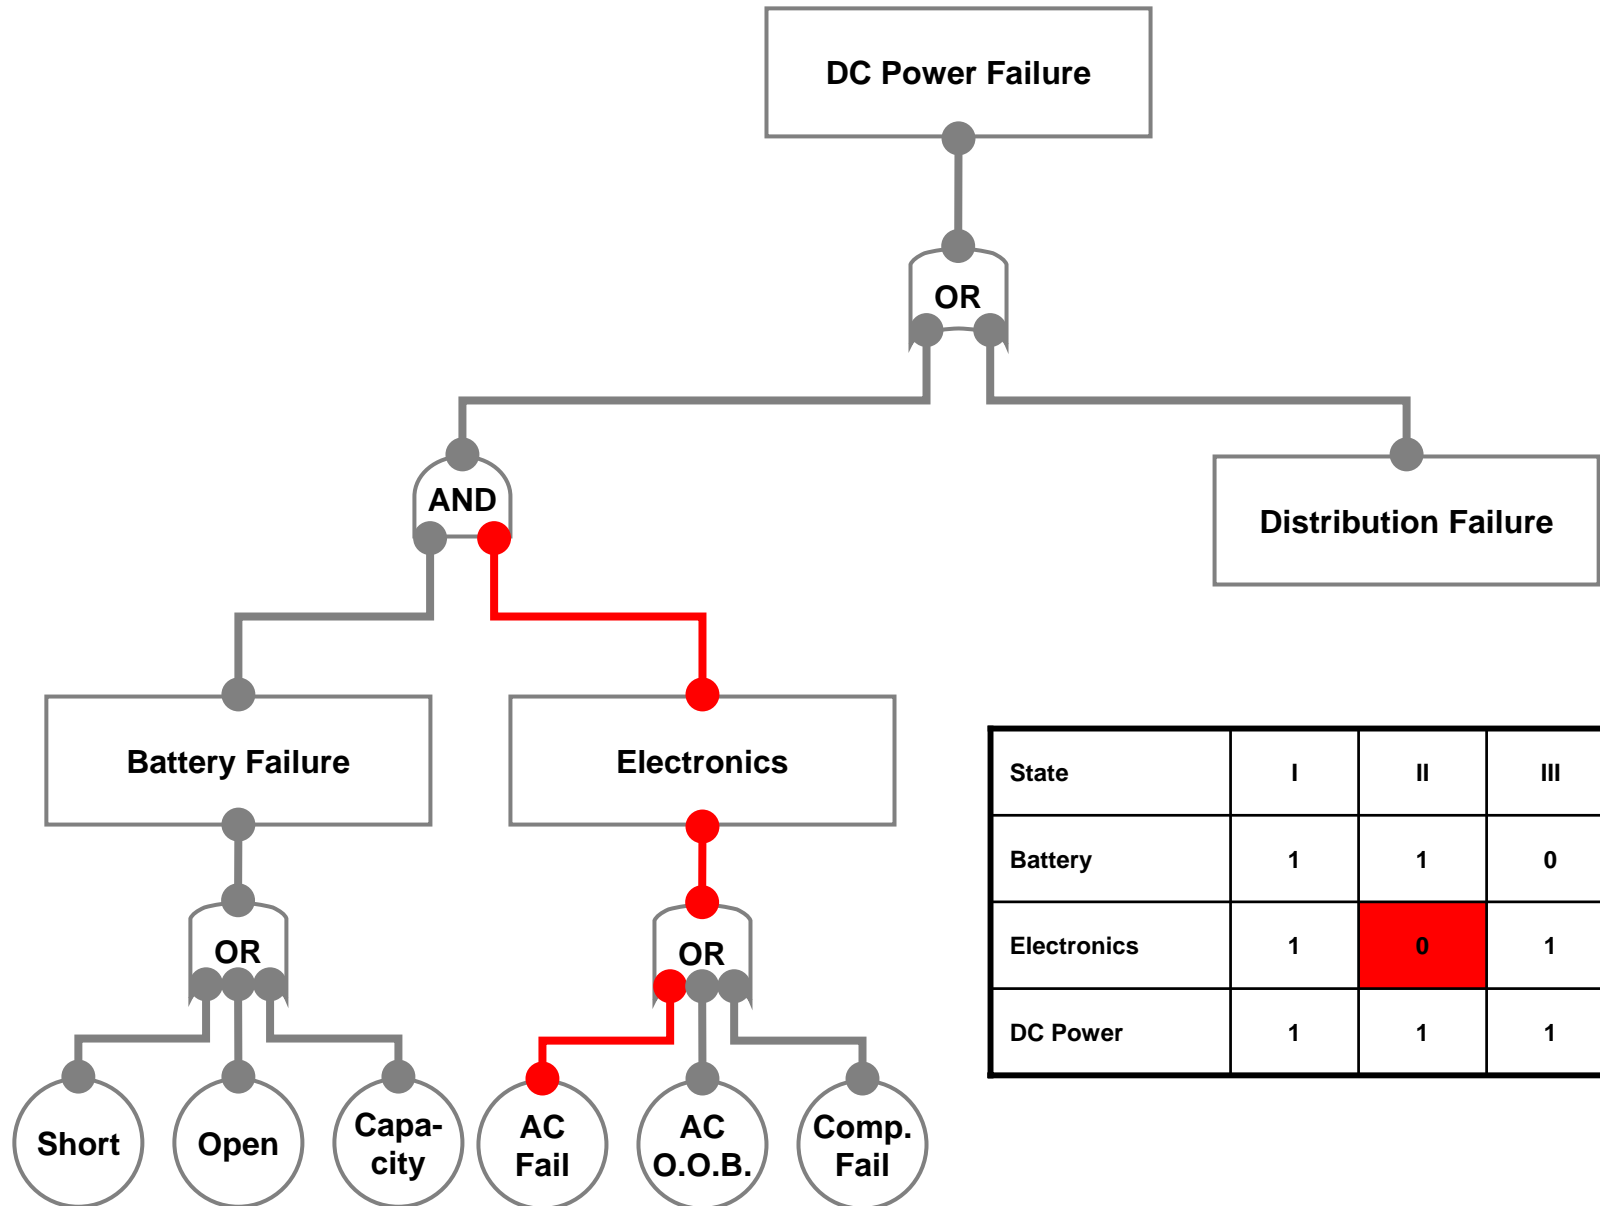 DC Power Failure
OR
AND
Distribution Failure
Battery Failure
Electronics
State I II III
Battery 1 1 0
Electronics 1 0 1
DC Power 1 1 1
OR
OR
Short
Open
Capa-
city
AC
Fail
AC
O.O.B.
Comp.
Fail